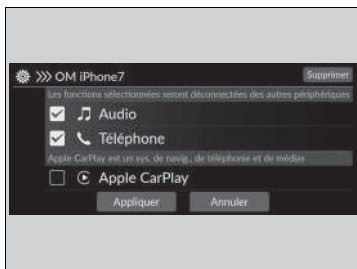 OM iPhone7
Supprimer
Les fonctions sélectionnées seront déconnectées des autres périphériques
Audio
Téléphone
Apple CarPlay est un sys. de navig., de téléphonie et de médias
Apple CarPlay
Appliquer
Annuler